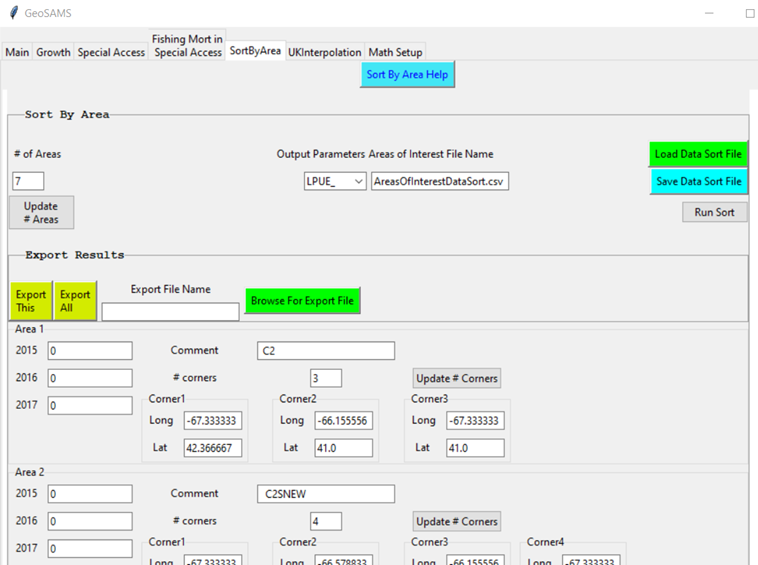 GeoSAMS
Main Growth Special Access Fishing Mort in Special Access SortByArea UKInterpolation Math Setup
Sort By Area Help
Sort By Area
# of Areas Output Parameters Areas of Interest File Name Load Data Sort File
7 LPUE_ AreasOfInterestDataSort.csv Save Data Sort File
Update # Areas Run Sort
Export Results
Export This Export All Export File Name Browse For Export File
Area 1
2015 0 Comment C2
2016 0 # corners 3 Update # Corners
2017 0 Corner1 Corner2 Corner3
Long -67.333333 Long -66.155556 Long -67.333333
Lat 42.366667 Lat 41.0 Lat 41.0
Area 2
2015 0 Comment C2SNEW
2016 0 # corners 4 Update # Corners
2017 0 Corner1 Corner2 Corner3 Corner4
Long -67.333333 Long -66.578833 Long -66.155556 Long -67.333333